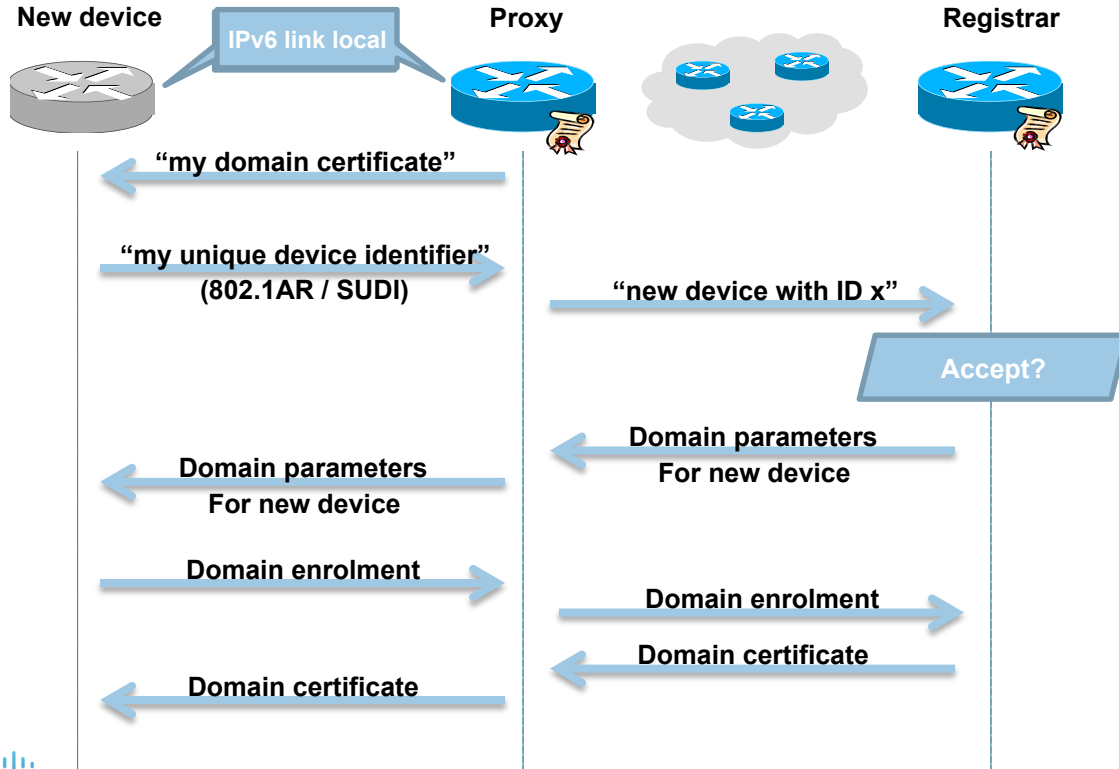 New device
Proxy
Registrar
IPv6 link local
“my domain certificate”
“my unique device identifier”
(802.1AR / SUDI)
“new device with ID x”
Accept?
Domain parameters
For new device
Domain parameters
For new device
Domain enrolment
Domain enrolment
Domain certificate
Domain certificate